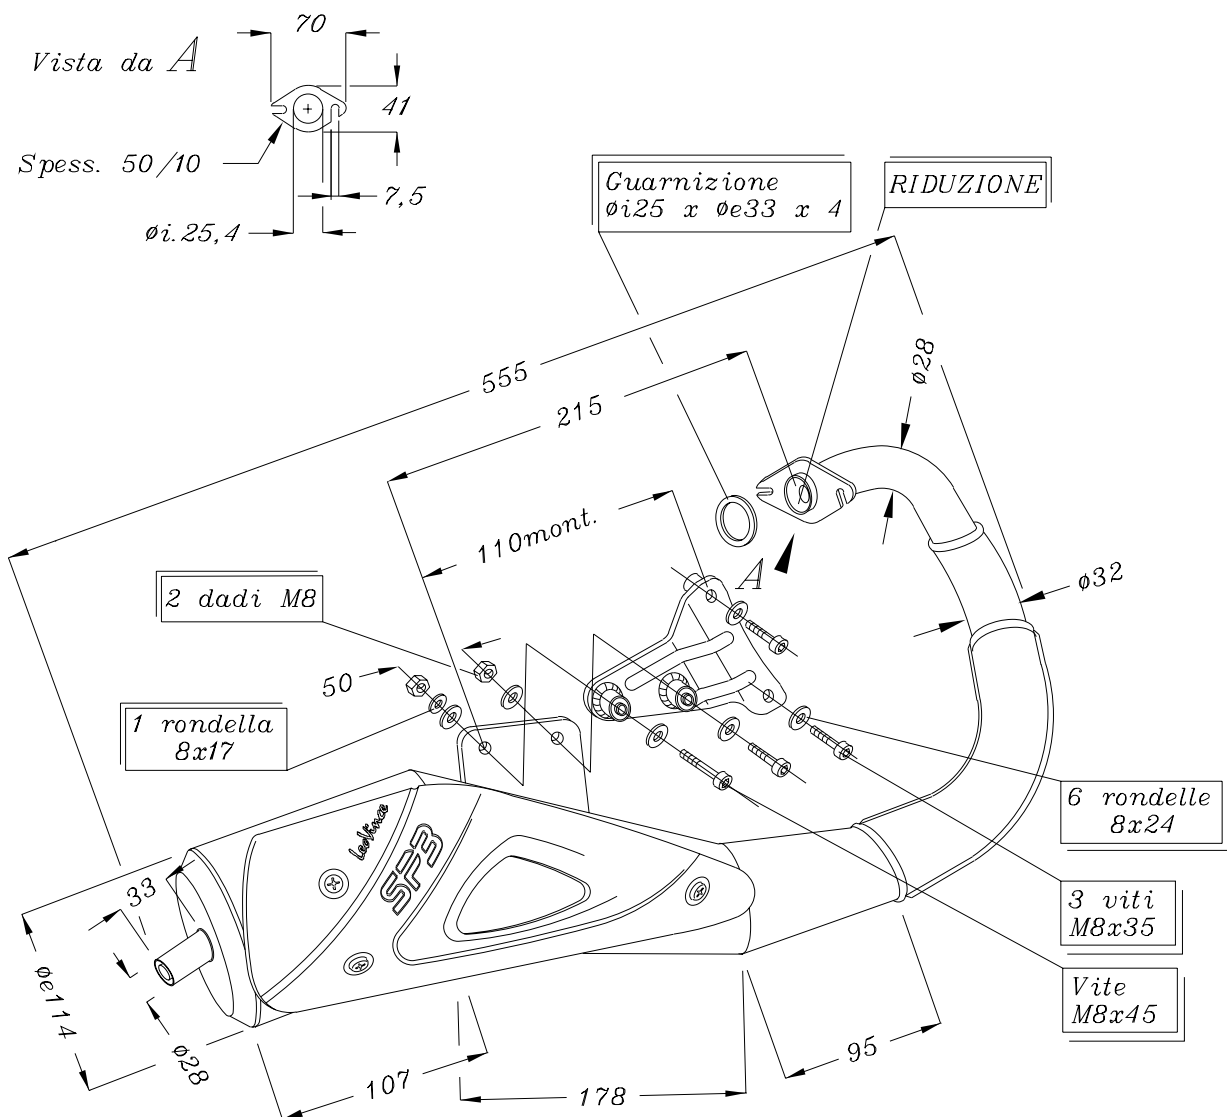 70
Vista da A
41
Spess. 50/10
7,5
øi.25,4
Guarnizione
øi25 x øe33 x 4
RIDUZIONE
555
215
ø28
110mont.
A
ø32
2 dadi M8
50
1 rondella
8x17
6 rondelle
8x24
LeoVince
SP3
33
3 viti
M8x35
Vite
M8x45
øe114
ø28
107
178
95